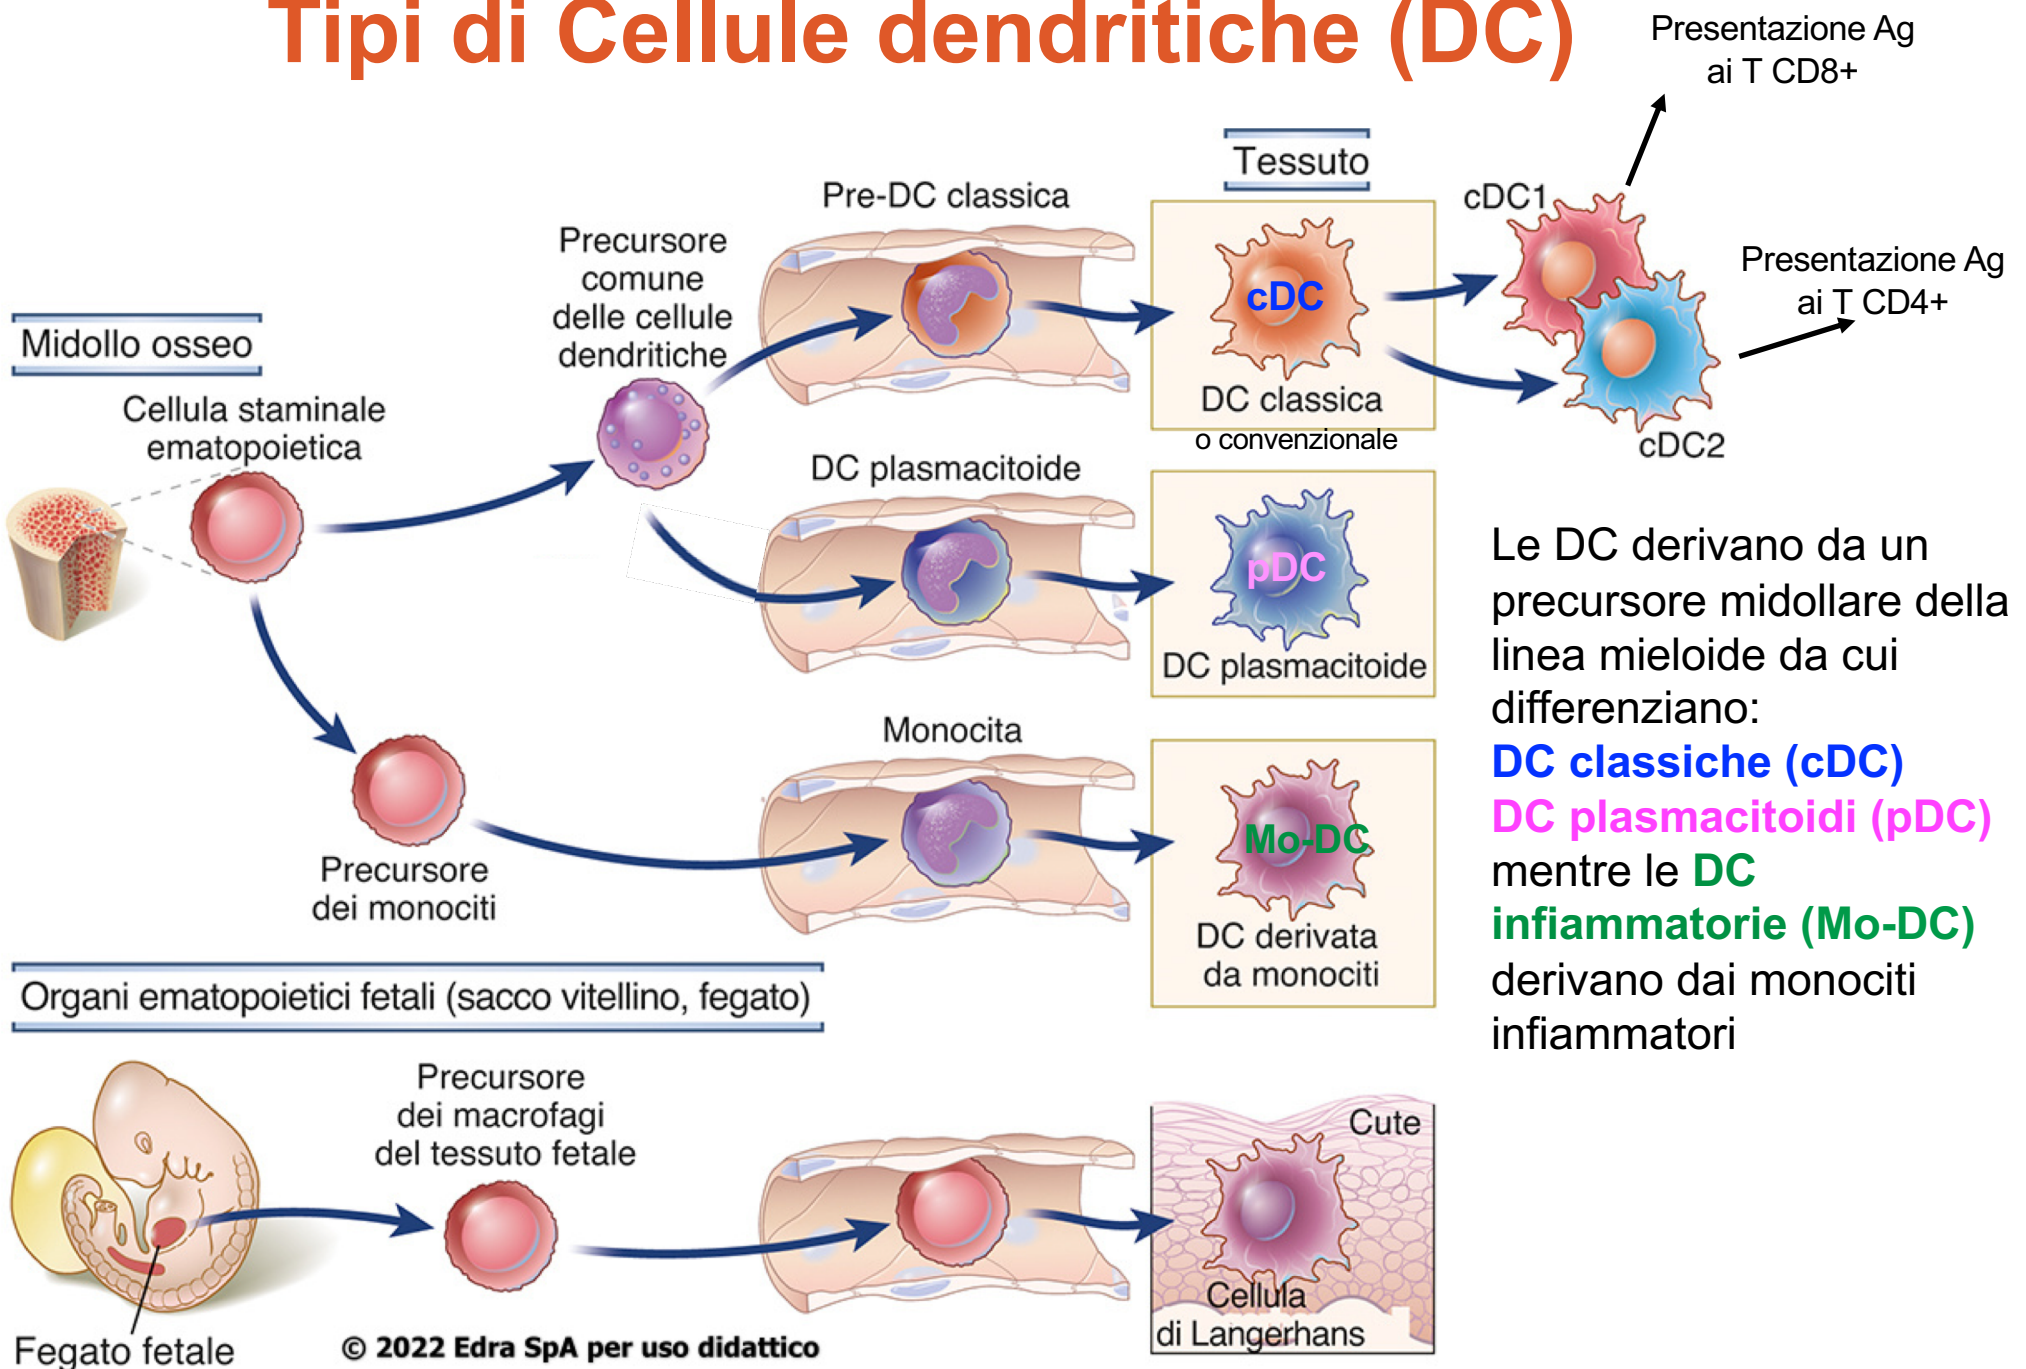 Tipi di Cellule dendritiche (DC)
Presentazione Ag
ai T CD8+
Tessuto
Pre-DC classica
cDC1
Precursore
comune
delle cellule
dendritiche
Presentazione Ag
ai T CD4+
cDC
Midollo osseo
Cellula staminale
ematopoietica
DC classica
o convenzionale
cDC2
DC plasmacitoide
pDC
DC plasmacitoide
Le DC derivano da un
precursore midollare della
linea mieloide da cui
differenziano:
DC classiche (cDC)
DC plasmacitoidi (pDC)
mentre le DC
infiammatorie (Mo-DC)
derivano dai monociti
infiammatori
Monocita
Mo-DC
Precursore
dei monociti
DC derivata
da monociti
Organi ematopoietici fetali (sacco vitellino, fegato)
Precursore
dei macrofagi
del tessuto fetale
Cute
Cellula
di Langerhans
Fegato fetale
© 2022 Edra SpA per uso didattico